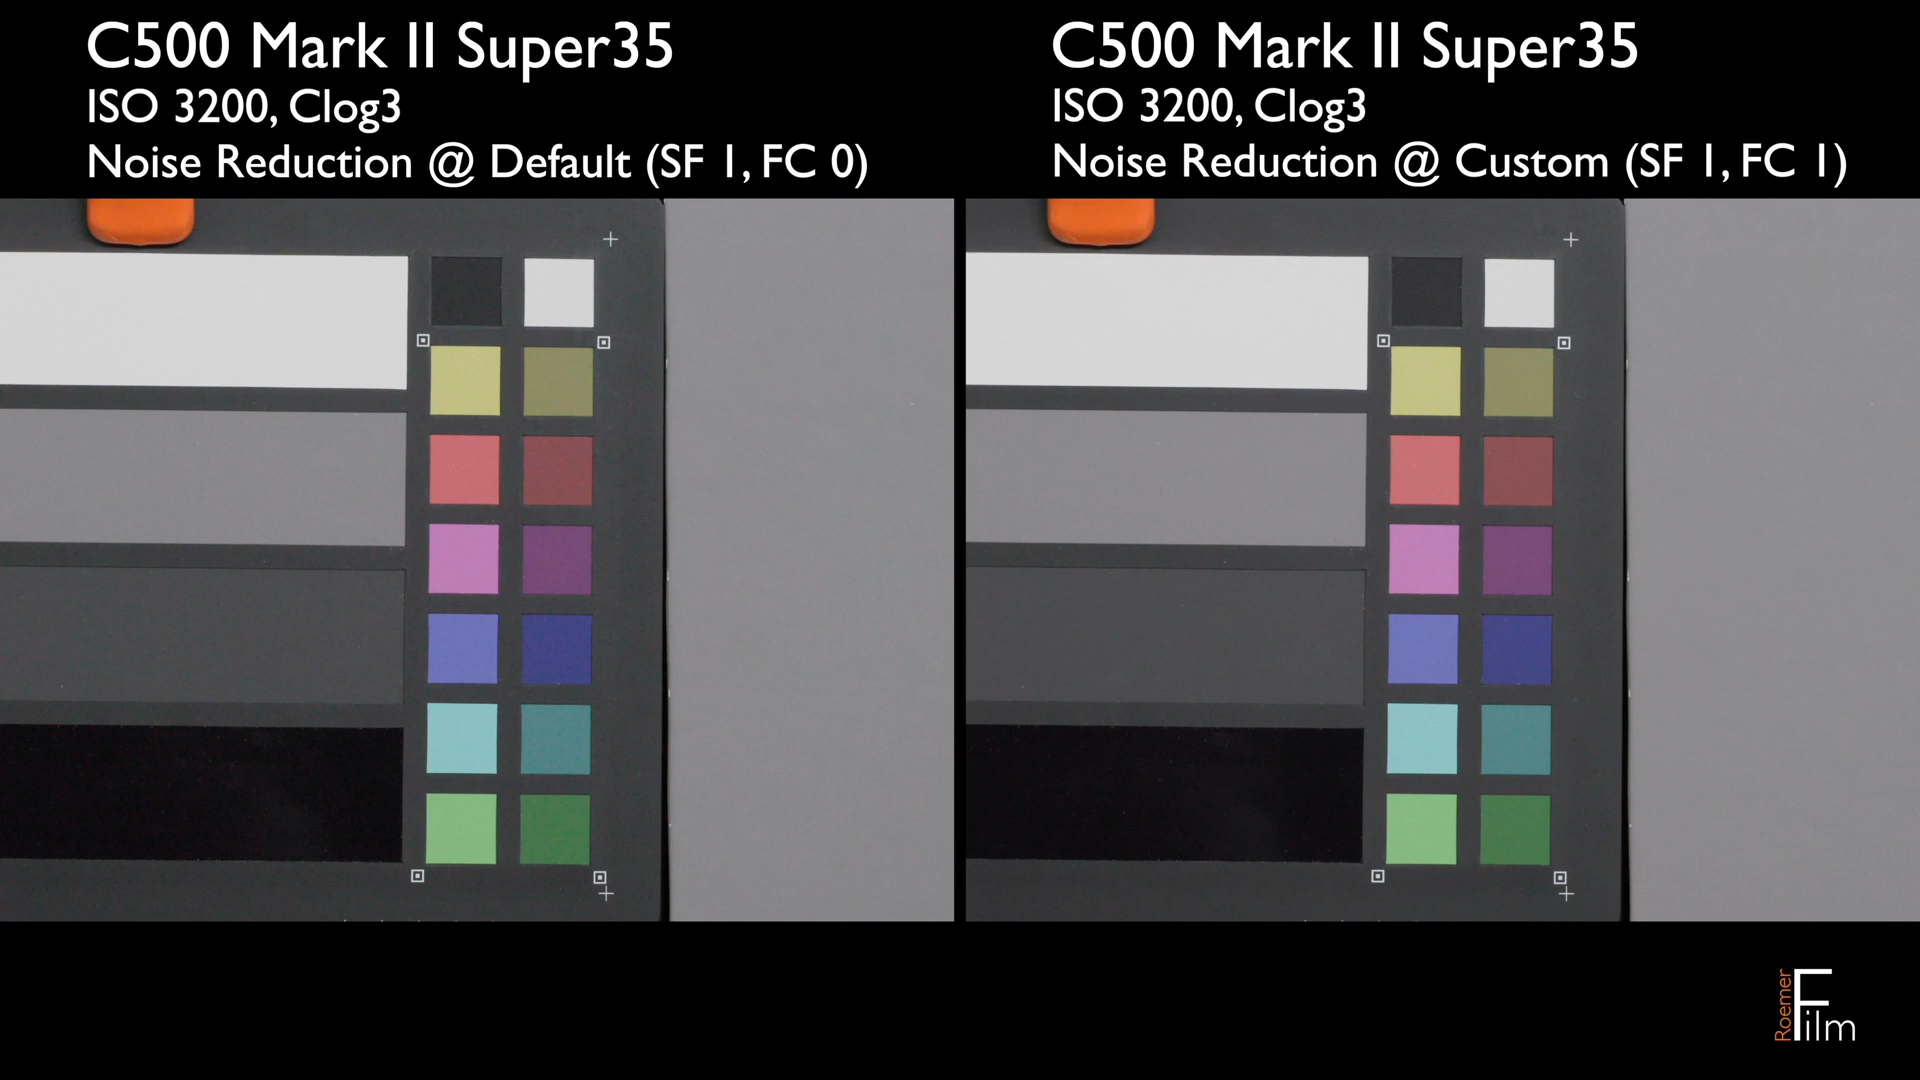 C500 Mark II Super35
ISO 3200, Clog3
Noise Reduction @ Default (SF 1, FC 0)
C500 Mark II Super35
ISO 3200, Clog3
Noise Reduction @ Custom (SF 1, FC 1)
Roemer
Film